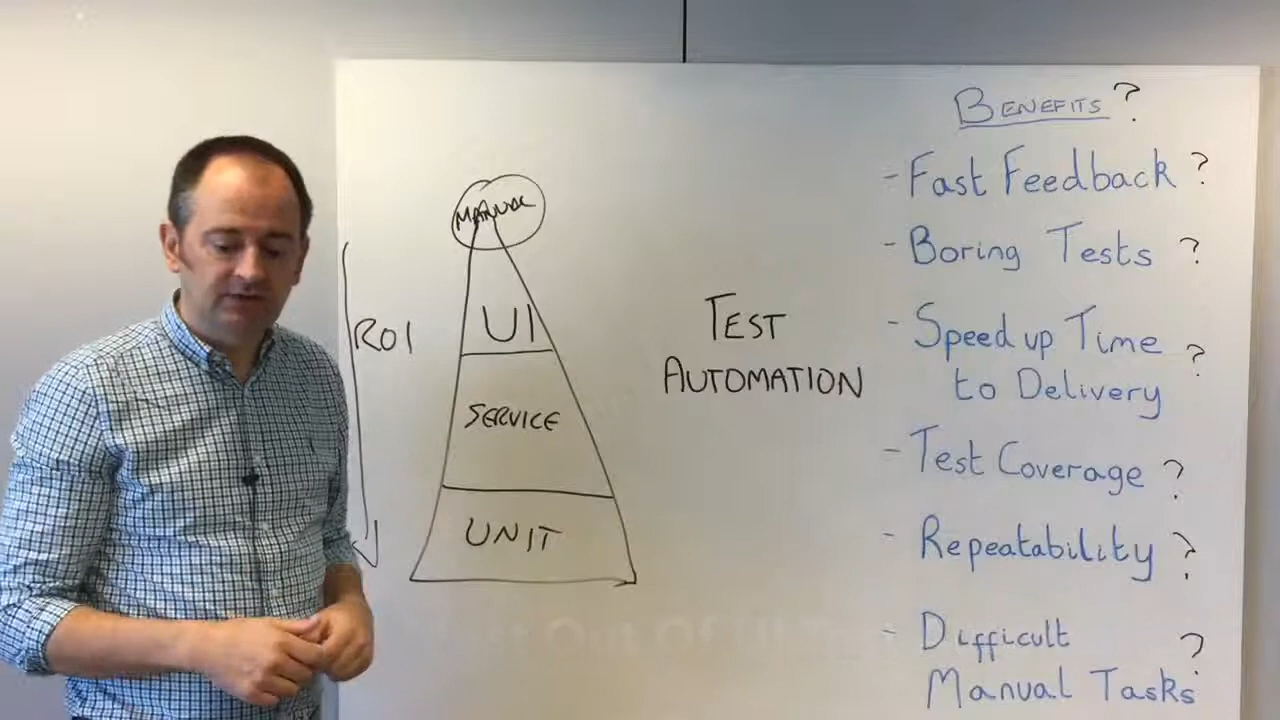 MANUAL
UI
SERVICE
UNIT
ROI
TEST
AUTOMATION
BENEFITS?
- Fast Feedback ?
- Boring Tests ?
- Speed up Time
to Delivery ?
- Test Coverage ?
- Repeatability ?
- Difficult
Manual Tasks ?